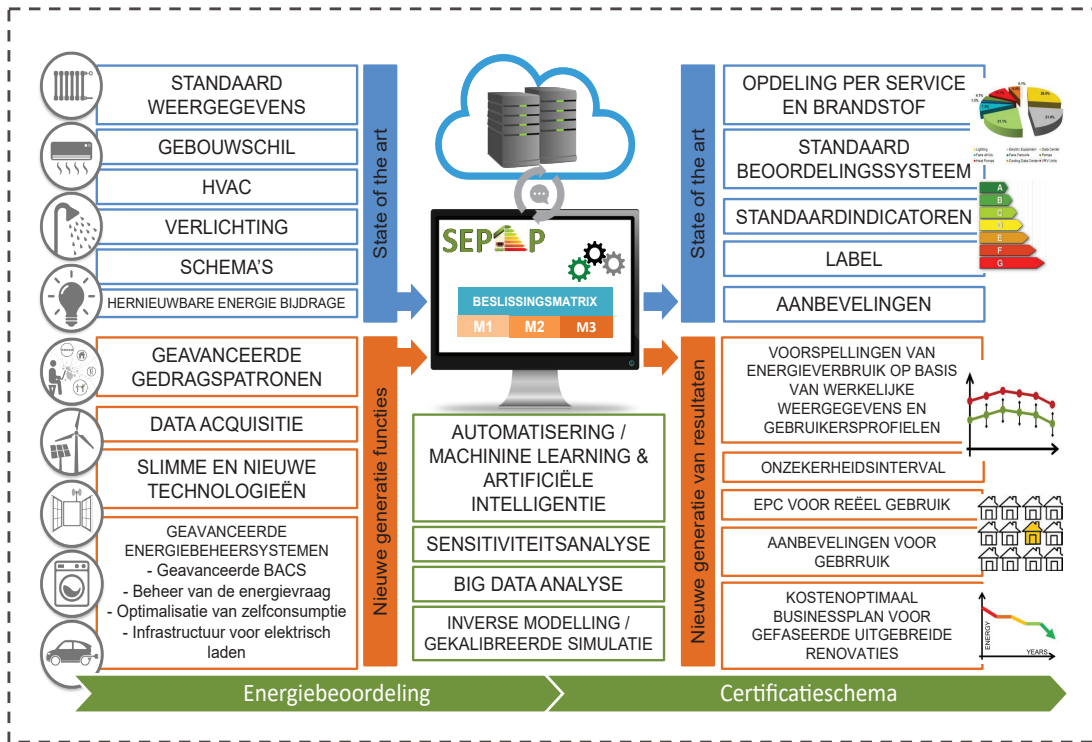 STANDAARD
WEERGEGEVENS
GEBOUWSCHIL
HVAC
VERLICHTING
SCHEMA'S
HERNIEUWBARE ENERGIE BIJDRAGE
State of the art
GEAVANCEERDE
GEDRAGSPATRONEN
DATA ACQUISITIE
SLIMME EN NIEUWE
TECHNOLOGIEËN
GEAVANCEERDE
ENERGIEBEHEERSYSTEMEN
- Geavanceerde BACS
- Beheer van de energievraag
- Optimalisatie van zelfconsumptie
- Infrastructuur voor elektrisch
laden
Nieuwe generatie functies
SEP P
BESLISSINGSMATRIX
M1 M2 M3
AUTOMATISERING /
MACHININE LEARNING &
ARTIFICIËLE
INTELLIGENTIE
SENSITIVITEITSANALYSE
BIG DATA ANALYSE
INVERSE MODELLING /
GEKALIBREERDE SIMULATIE
State of the art
OPDELING PER SERVICE
EN BRANDSTOF
STANDAARD
BEOORDELINGSSYSTEEM
STANDAARDINDICATOREN
LABEL
AANBEVELINGEN
A
B
C
D
E
F
G
Nieuwe generatie van resultaten
VOORSPELLINGEN VAN
ENERGIEVERBUIK OP BASIS
VAN WERKELIJKE
WEERGEGEVENS EN
GEBRUIKERSPROFIELEN
ONZEKERHEIDSINTERVAL
EPC VOOR REËEL GEBRUIK
AANBEVELINGEN VOOR
GEBRRUIK
KOSTENOPTIMAAL
BUSINESSPLAN VOOR
GEFASEERDE UITGEBREIDE
RENOVATIES
ENERGY
YEARS
Energiebeoordeling
Certificatieschema